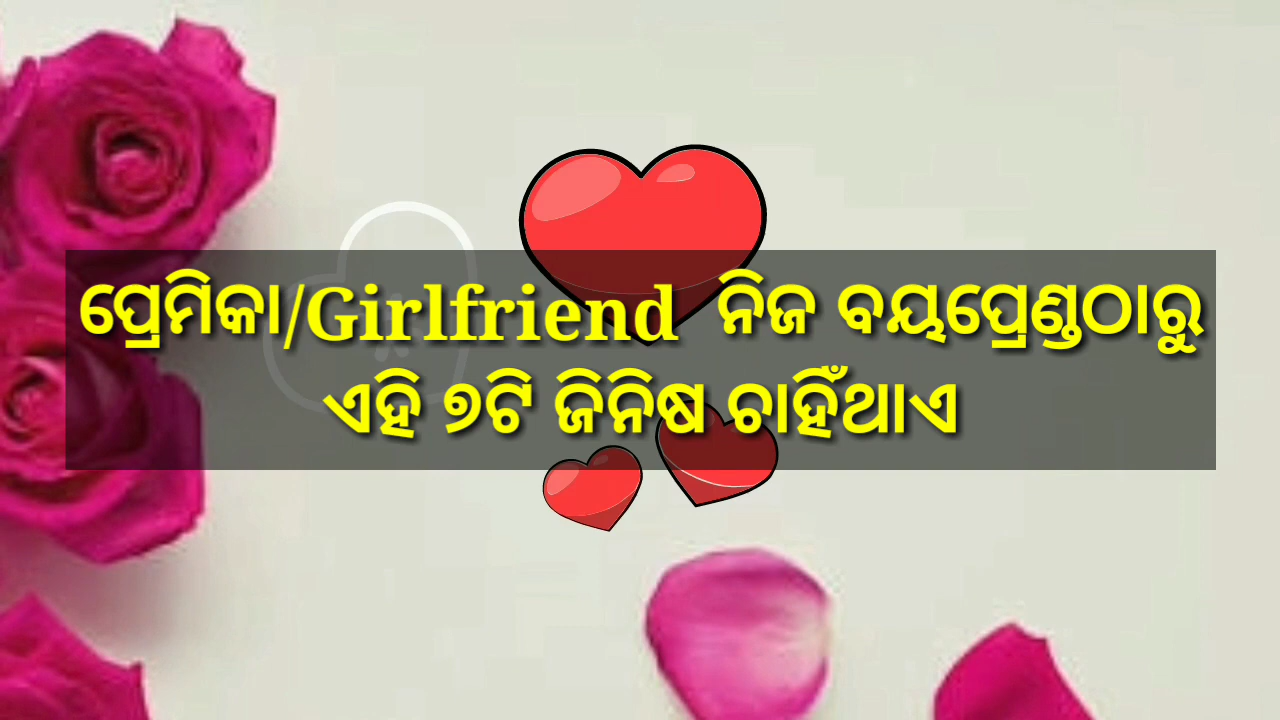 ପ୍ରେମିକା/Girlfriend ନିଜ ବୟପ୍ରେଣ୍ଡଠାରୁ
ଏହି ୭ଟି ଜିନିଷ ଚାହିଁଥାଏ